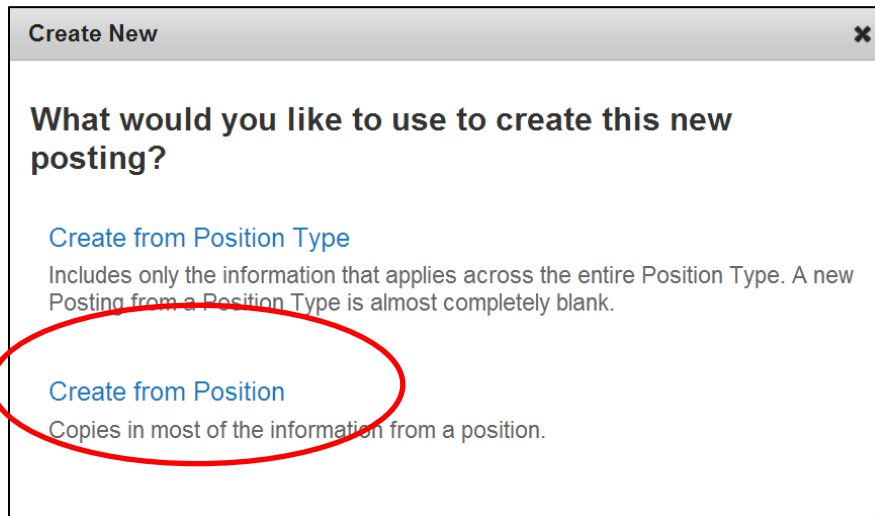 Create New
What would you like to use to create this new
posting?
Create from Position Type
Includes only the information that applies across the entire Position Type. A new
Posting from a Position Type is almost completely blank.
Create from Position
Copies in most of the information from a position.